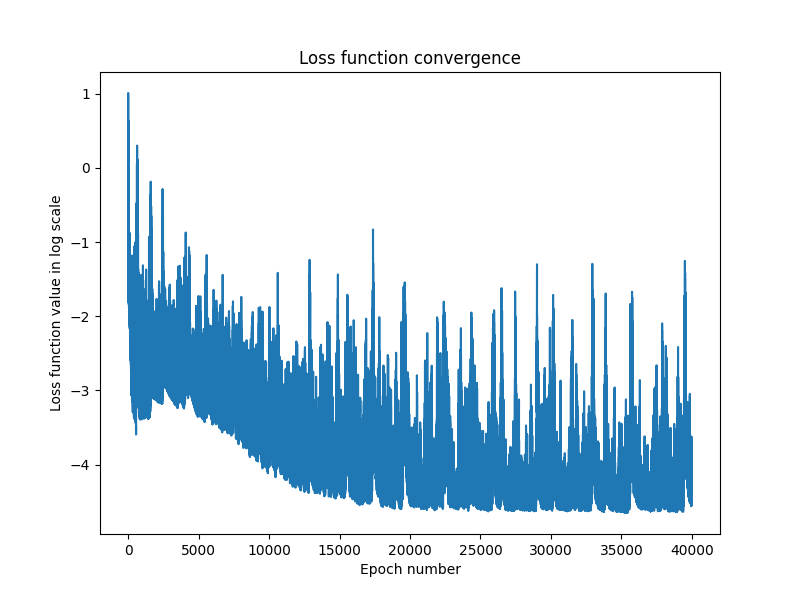 Loss function convergence
Loss function value in log scale
1
0
−1
−2
−3
−4
0 5000 10000 15000 20000 25000 30000 35000 40000
Epoch number